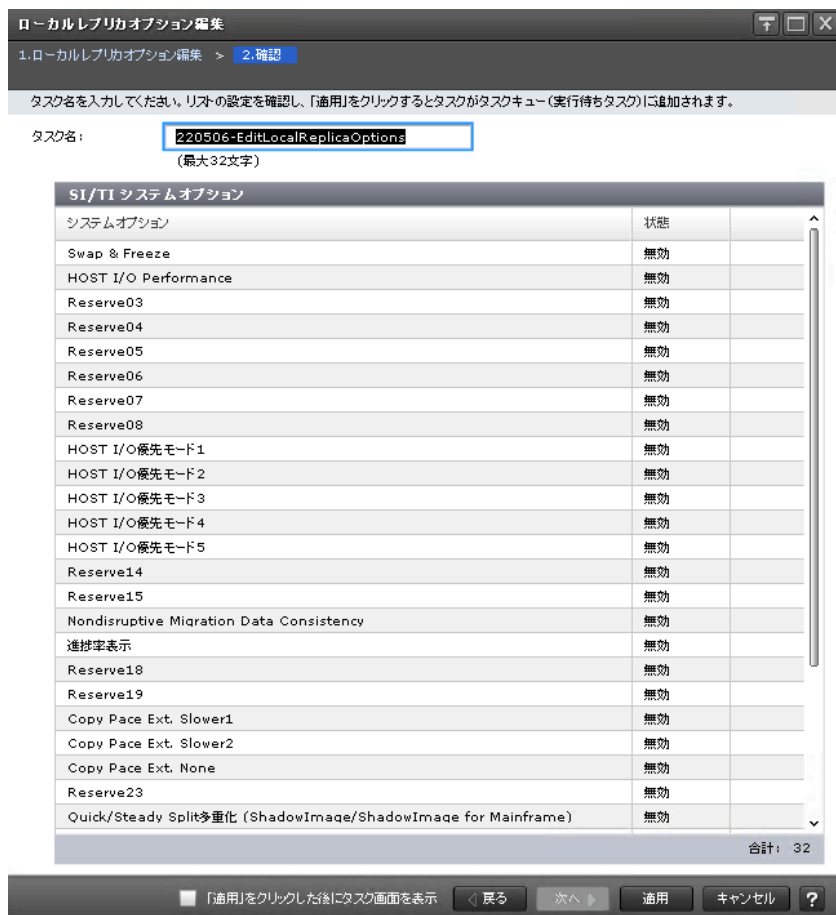 ローカルレプリカオプション編集
1.ローカルレプリカオプション編集 > 2.確認
タスク名を入力してください。リストの設定を確認し、「適用」をクリックするとタスクがタスクキュー(実行待ちタスク)に追加されます。
タスク名: 220506-EditLocalReplicaOptions
(最大32文字)
SI/TI システムオプション
システムオプション 状態
Swap & Freeze 無効
HOST I/O Performance 無効
Reserve03 無効
Reserve04 無効
Reserve05 無効
Reserve06 無効
Reserve07 無効
Reserve08 無効
HOST I/O優先モード1 無効
HOST I/O優先モード2 無効
HOST I/O優先モード3 無効
HOST I/O優先モード4 無効
HOST I/O優先モード5 無効
Reserve14 無効
Reserve15 無効
Nondisruptive Migration Data Consistency 無効
進捗率表示 無効
Reserve18 無効
Reserve19 無効
Copy Pace Ext. Slower1 無効
Copy Pace Ext. Slower2 無効
Copy Pace Ext. None 無効
Reserve23 無効
Quick/Steady Split多重化 (ShadowImage/ShadowImage for Mainframe) 無効
合計: 32
「適用」をクリックした後にタスク画面を表示 戻る 次へ 適用 キャンセル ?